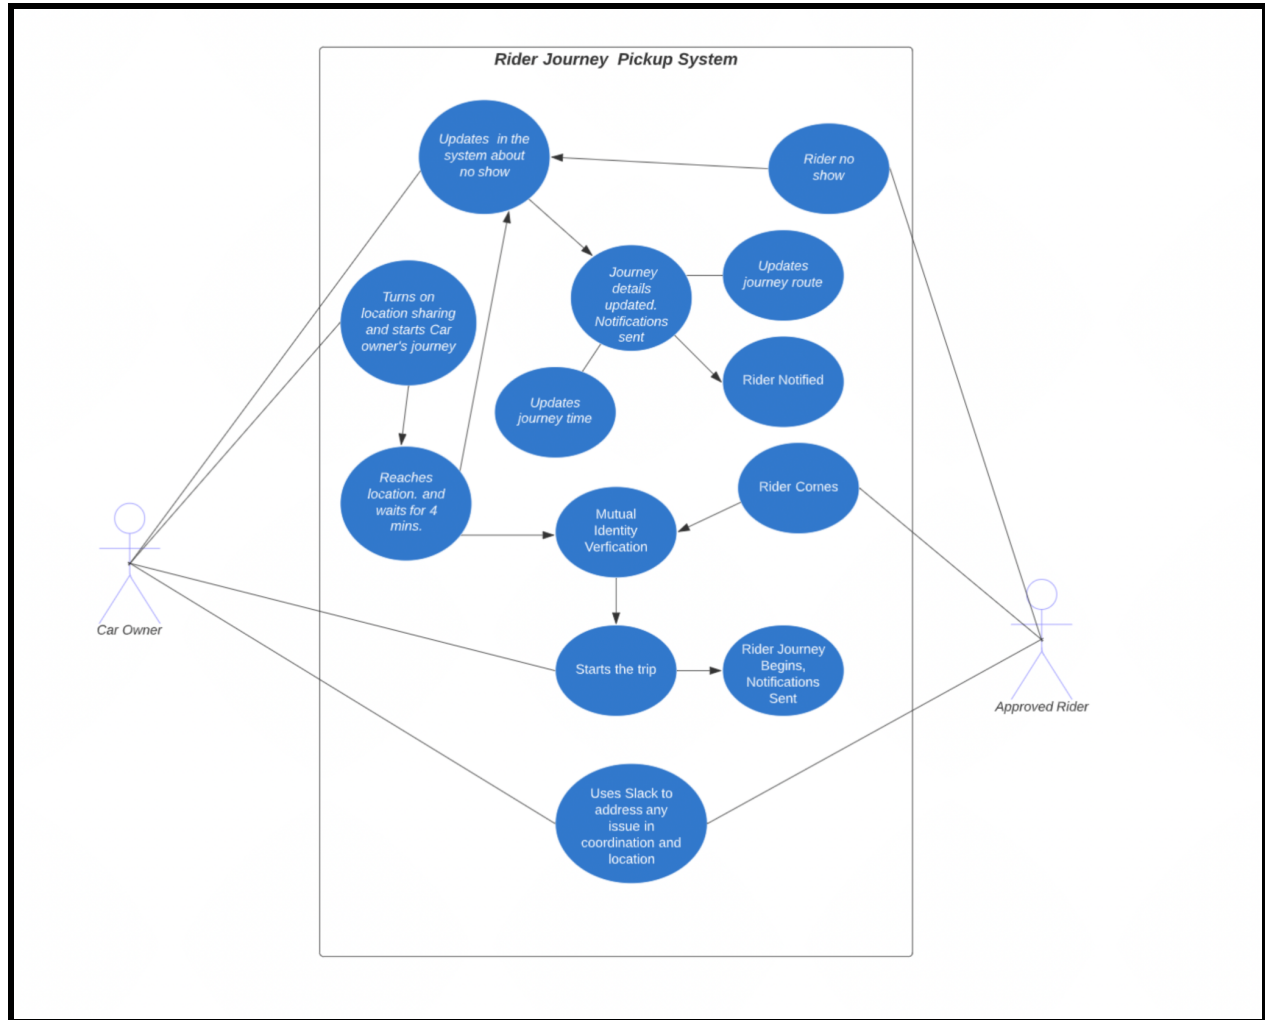 Rider Journey  Pickup System
Updates  in the
system about
no show
Rider no
show
Turns on
location sharing
and starts Car
owner's journey
Journey
details
updated.
Notifications
sent
Updates
journey route
Rider Notified
Updates
journey time
Reaches
location. and
waits for 4
mins.
Mutual
Identity
Verfication
Rider Comes
Car Owner
Starts the trip
Rider Journey
Begins,
Notifications
Sent
Approved Rider
Uses Slack to
address any
issue in
coordination and
location